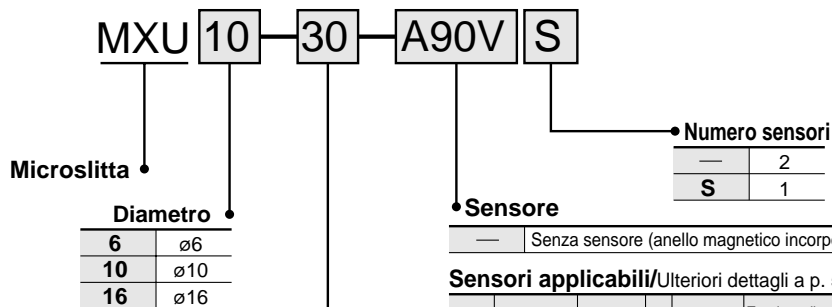 MXU 10 30 A90V S
Numero sensori
— 2
S 1
Microslitta
Diametro
6 ø6
10 ø10
16 ø16
Sensore
— Senza sensore (anello magnetico
Sensori applicabili/Ulteriori dettagli a p.